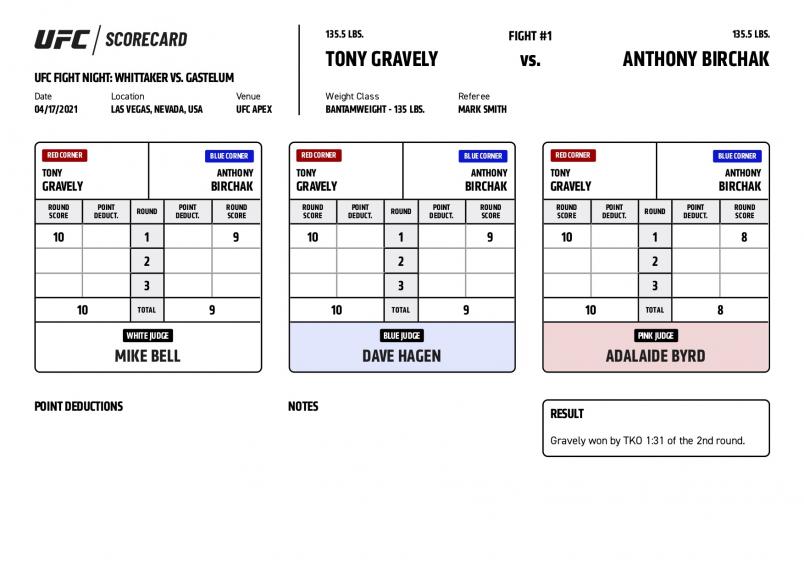 UFC SCORECARD
UFC FIGHT NIGHT: WHITTAKER VS. GASTELUM
Date Location Venue
04/17/2021 LAS VEGAS, NEVADA, USA UFC APEX
135.5 LBS. FIGHT #1 135.5 LBS.
TONY GRAVELY VS. ANTHONY BIRCHAK
Weight Class Referee
BANTAMWEIGHT - 135 LBS. MARK SMITH
RED CORNER BLUE CORNER
TONY ANTHONY
GRAVELY BIRCHAK
ROUND SCORE POINT DEDUCT. ROUND POINT DEDUCT. ROUND SCORE
10 1 9
2
3
10 TOTAL 9
WHITE JUDGE
MIKE BELL
RED CORNER BLUE CORNER
TONY ANTHONY
GRAVELY BIRCHAK
ROUND SCORE POINT DEDUCT. ROUND POINT DEDUCT. ROUND SCORE
10 1 9
2
3
10 TOTAL 9
BLUE JUDGE
DAVE HAGEN
RED CORNER BLUE CORNER
TONY ANTHONY
GRAVELY BIRCHAK
ROUND SCORE POINT DEDUCT. ROUND POINT DEDUCT. ROUND SCORE
10 1 8
2
3
10 TOTAL 8
PINK JUDGE
ADALAIDE BYRD
POINT DEDUCTIONS
NOTES
RESULT
Gravely won by TKO 1:31 of the 2nd round.